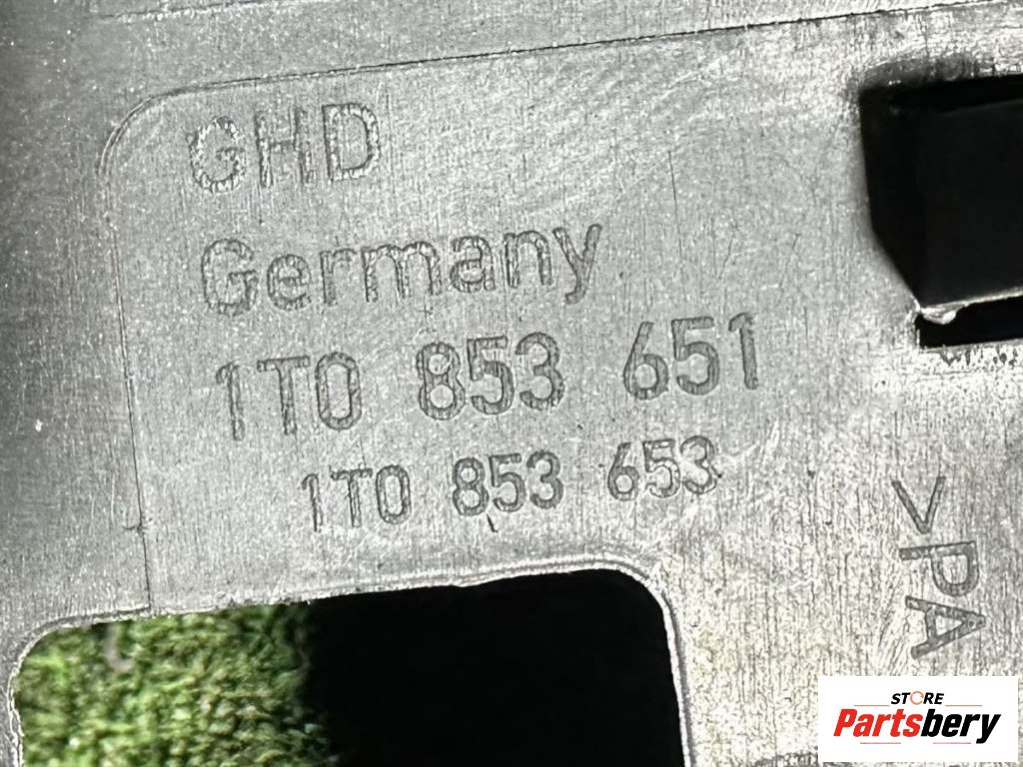 GHD
Germany
1T0 853 651
1T0 853 653
>PA
STORE
Partsbery